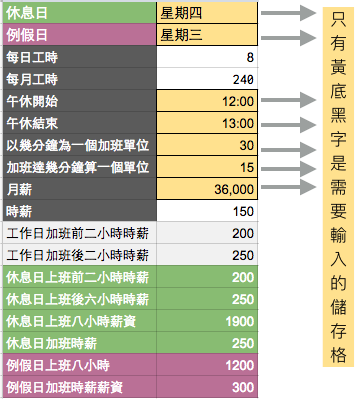 休息日 星期四
例假日 星期三
每日工時 8
每月工時 240
午休開始 12:00
午休結束 13:00
以幾分鐘為一個加班單位 30
加班達幾分鐘算一個單位 15
月薪 36,000
時薪 150
工作日加班前二小時時薪 200
工作日加班後二小時時薪 250
休息日上班前二小時時薪 200
休息日上班後六小時時薪 250
休息日上班八小時薪資 1900
休息日加班時薪 250
例假日上班八小時 1200
例假日加班時薪薪資 300
只有黃底黑字是需要輸入的儲存格